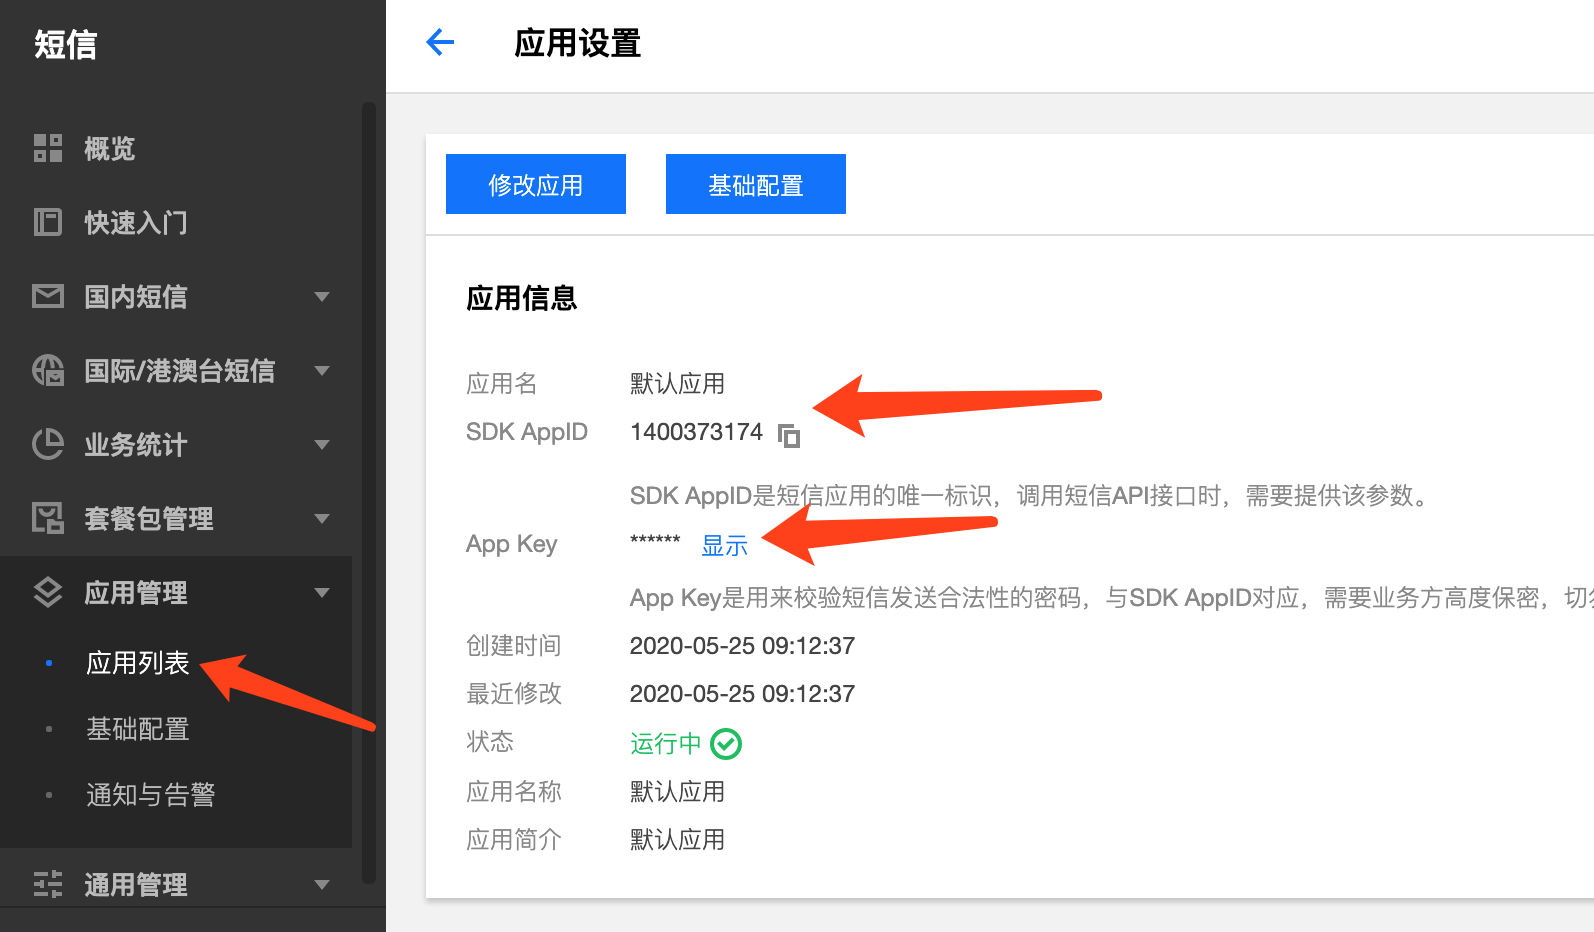 短信
概览
快速入门
国内短信
国际/港澳台短信
业务统计
套餐包管理
应用管理
应用列表
基础配置
通知与告警
通用管理
应用设置
修改应用 基础配置
应用信息
应用名 默认应用
SDK AppID 1400373174
SDK AppID是短信应用的唯一标识，调用短信API接口时，需要提供该参数。
App Key ****** 显示
App Key是用来校验短信发送合法性的密码，与SDK AppID对应，需要业务方高度保密，切
创建时间 2020-05-25 09:12:37
最近修改 2020-05-25 09:12:37
状态 运行中
应用名称 默认应用
应用简介 默认应用